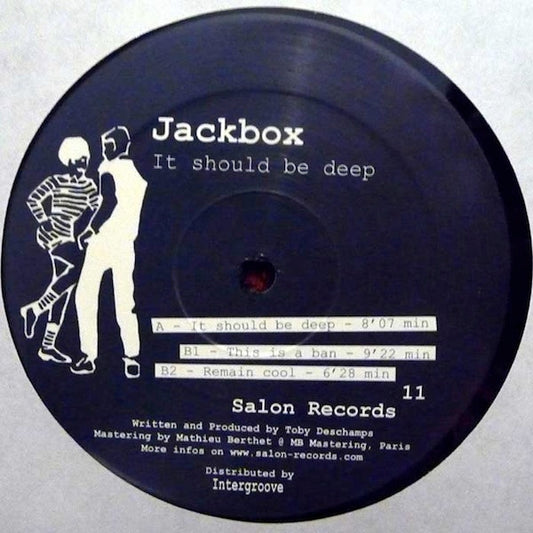 Jackbox
It should be deep
A - It should be deep - 8'07 min
B1 - This is a ban - 9'22 min
B2 - Remain cool - 6'28 min
11
Salon Records
Written and Produced by Toby Deschamps
Mastering by Mathieu Berthet @ MB Mastering, Paris
More infos on www.salon-records.com
Distributed by
Intergroove